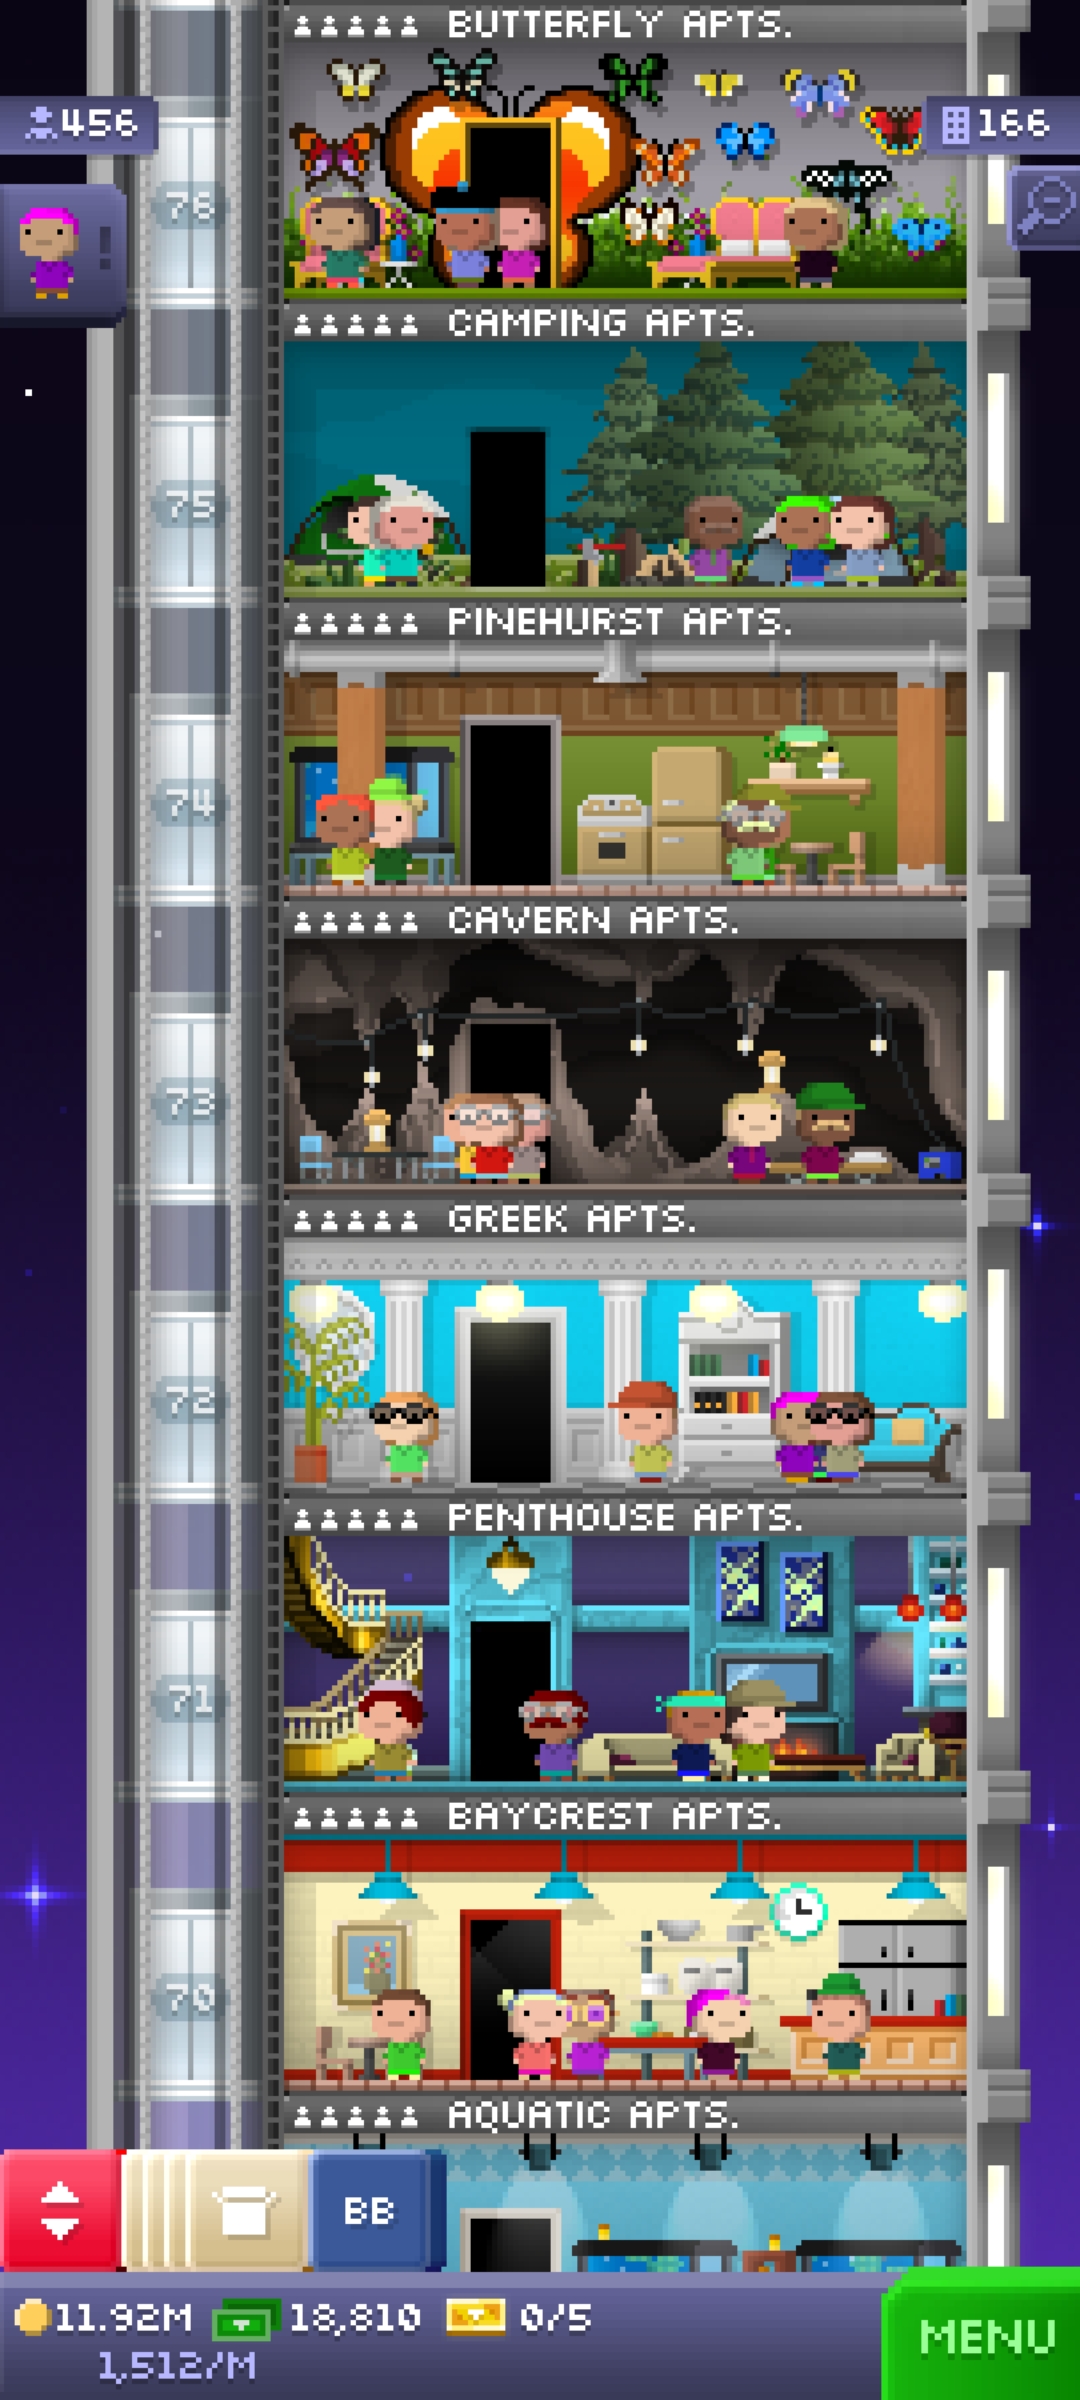 BUTTERFLY APTS.
456
166
76
CAMPING APTS.
75
PINEHURST APTS.
74
CAVERN APTS.
73
GREEK APTS.
72
PENTHOUSE APTS.
71
BAYCREST APTS.
70
AQUATIC APTS.
BB
11.92M 18,810 0/5
1,512/M
MENU